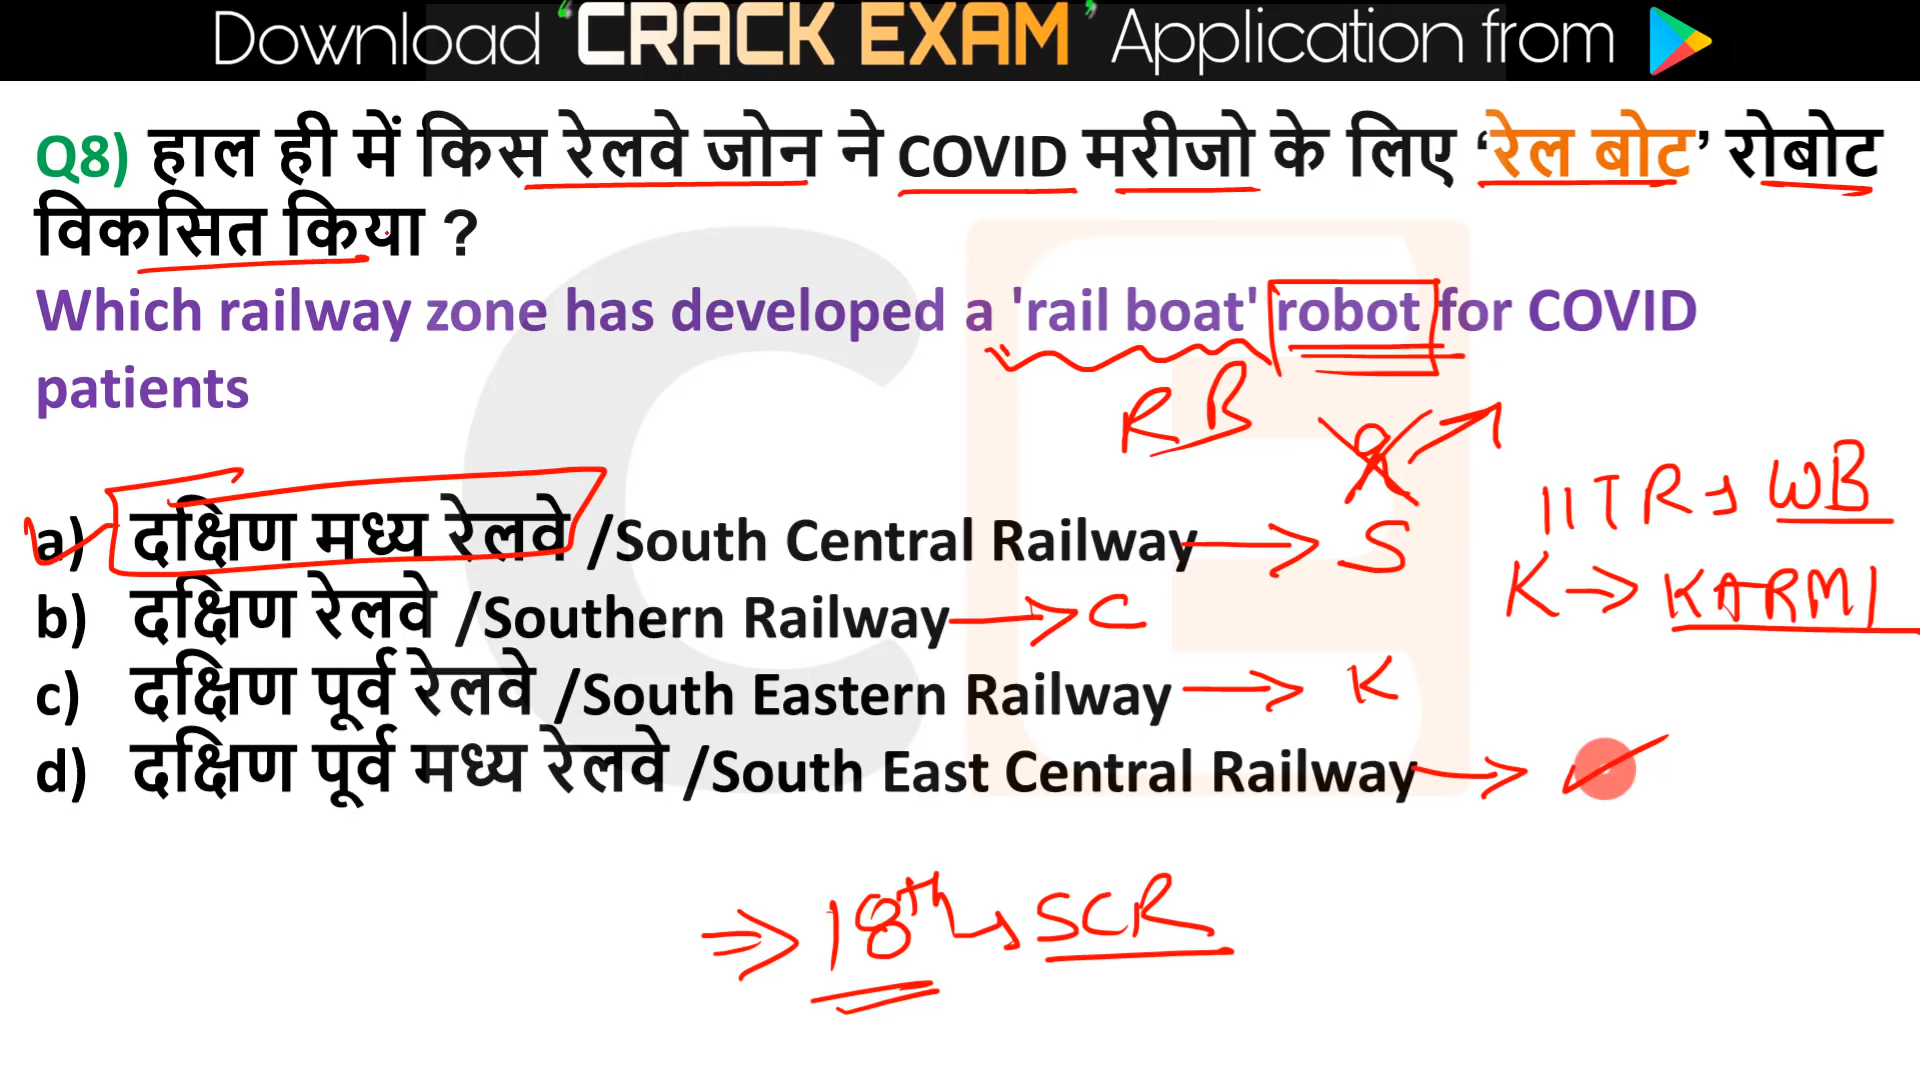 Download 'CRACK EXAM' Application from
Q8) हाल ही में किस रेलवे जोन ने COVID मरीजो के लिए ‘रेल बोट’ रोबोट
विकसित किया ?
Which railway zone has developed a 'rail boat' robot for COVID
patients
R B
IITR → WB
a) दक्षिण मध्य रेलवे /South Central Railway → S
K → KARMI
b) दक्षिण रेलवे /Southern Railway → C
c) दक्षिण पूर्व रेलवे /South Eastern Railway → K
d) दक्षिण पूर्व मध्य रेलवे /South East Central Railway →
⇒ 18th → SCR